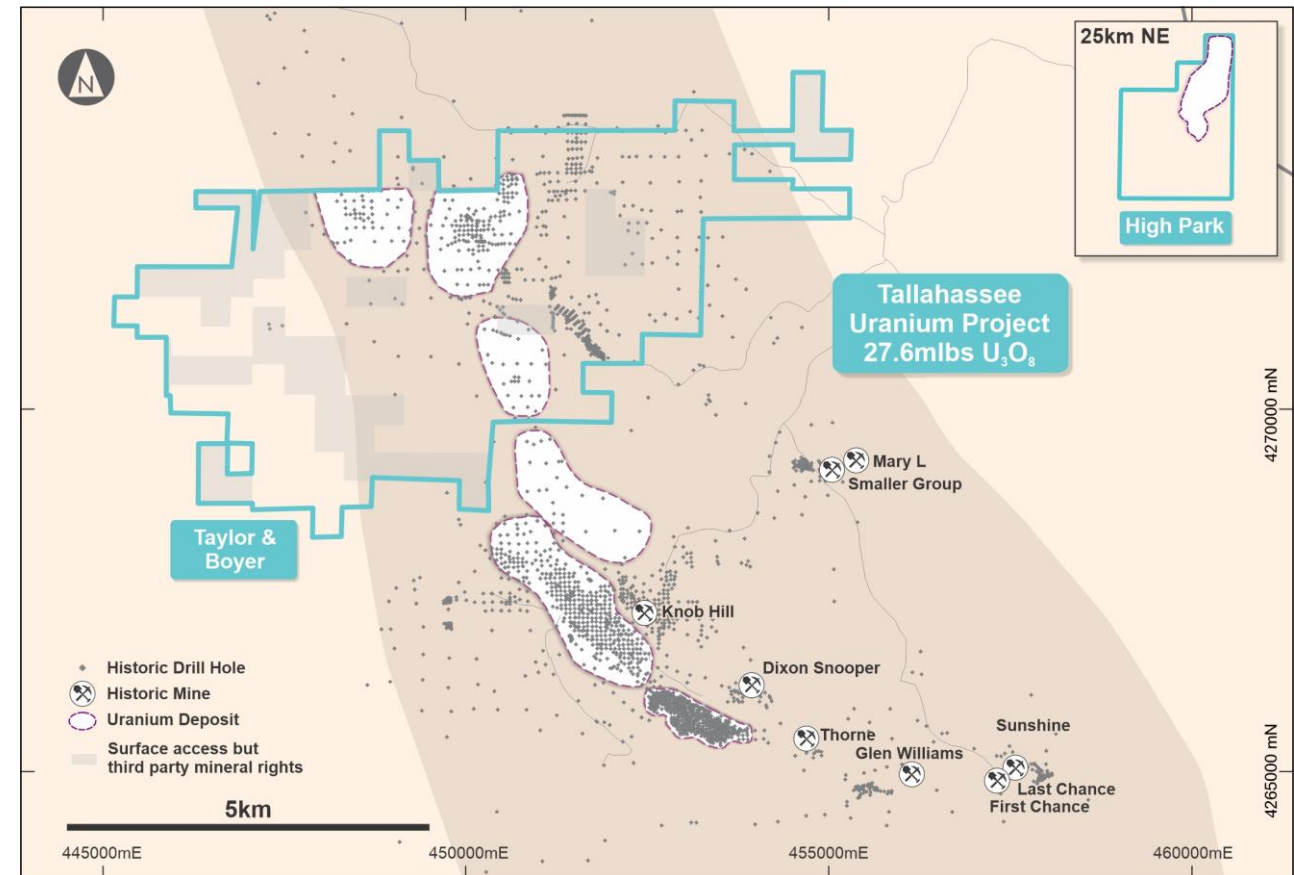 25km NE
N
High Park
Tallahassee
Uranium Project
27.6mlbs U₃O₈
4270000 mN
Mary L
Smaller Group
Taylor &
Boyer
Knob Hill
Historic Drill Hole
Dixon Snooper
Historic Mine
Uranium Deposit
Sunshine
Thorne
Glen Williams
Surface access but
third party mineral rights
4265000 mN
Last Chance
First Chance
5km
445000mE
450000mE
455000mE
460000mE